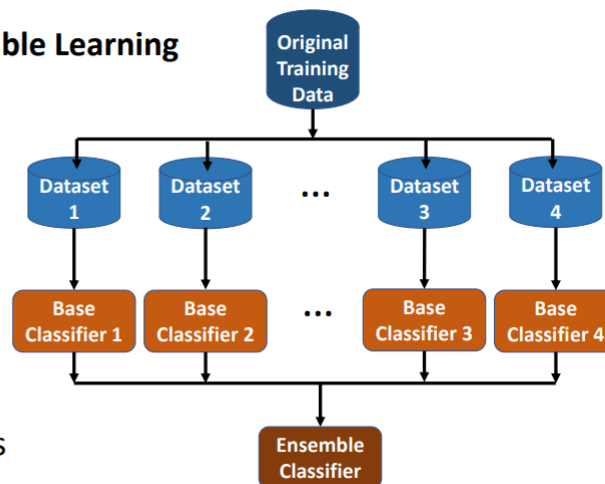 ble Learning
Original
Training
Data
Dataset
1
Dataset
2
...
Dataset
3
Dataset
4
Base
Classifier 1
Base
Classifier 2
...
Base
Classifier 3
Base
Classifier 4
s
Ensemble
Classifier